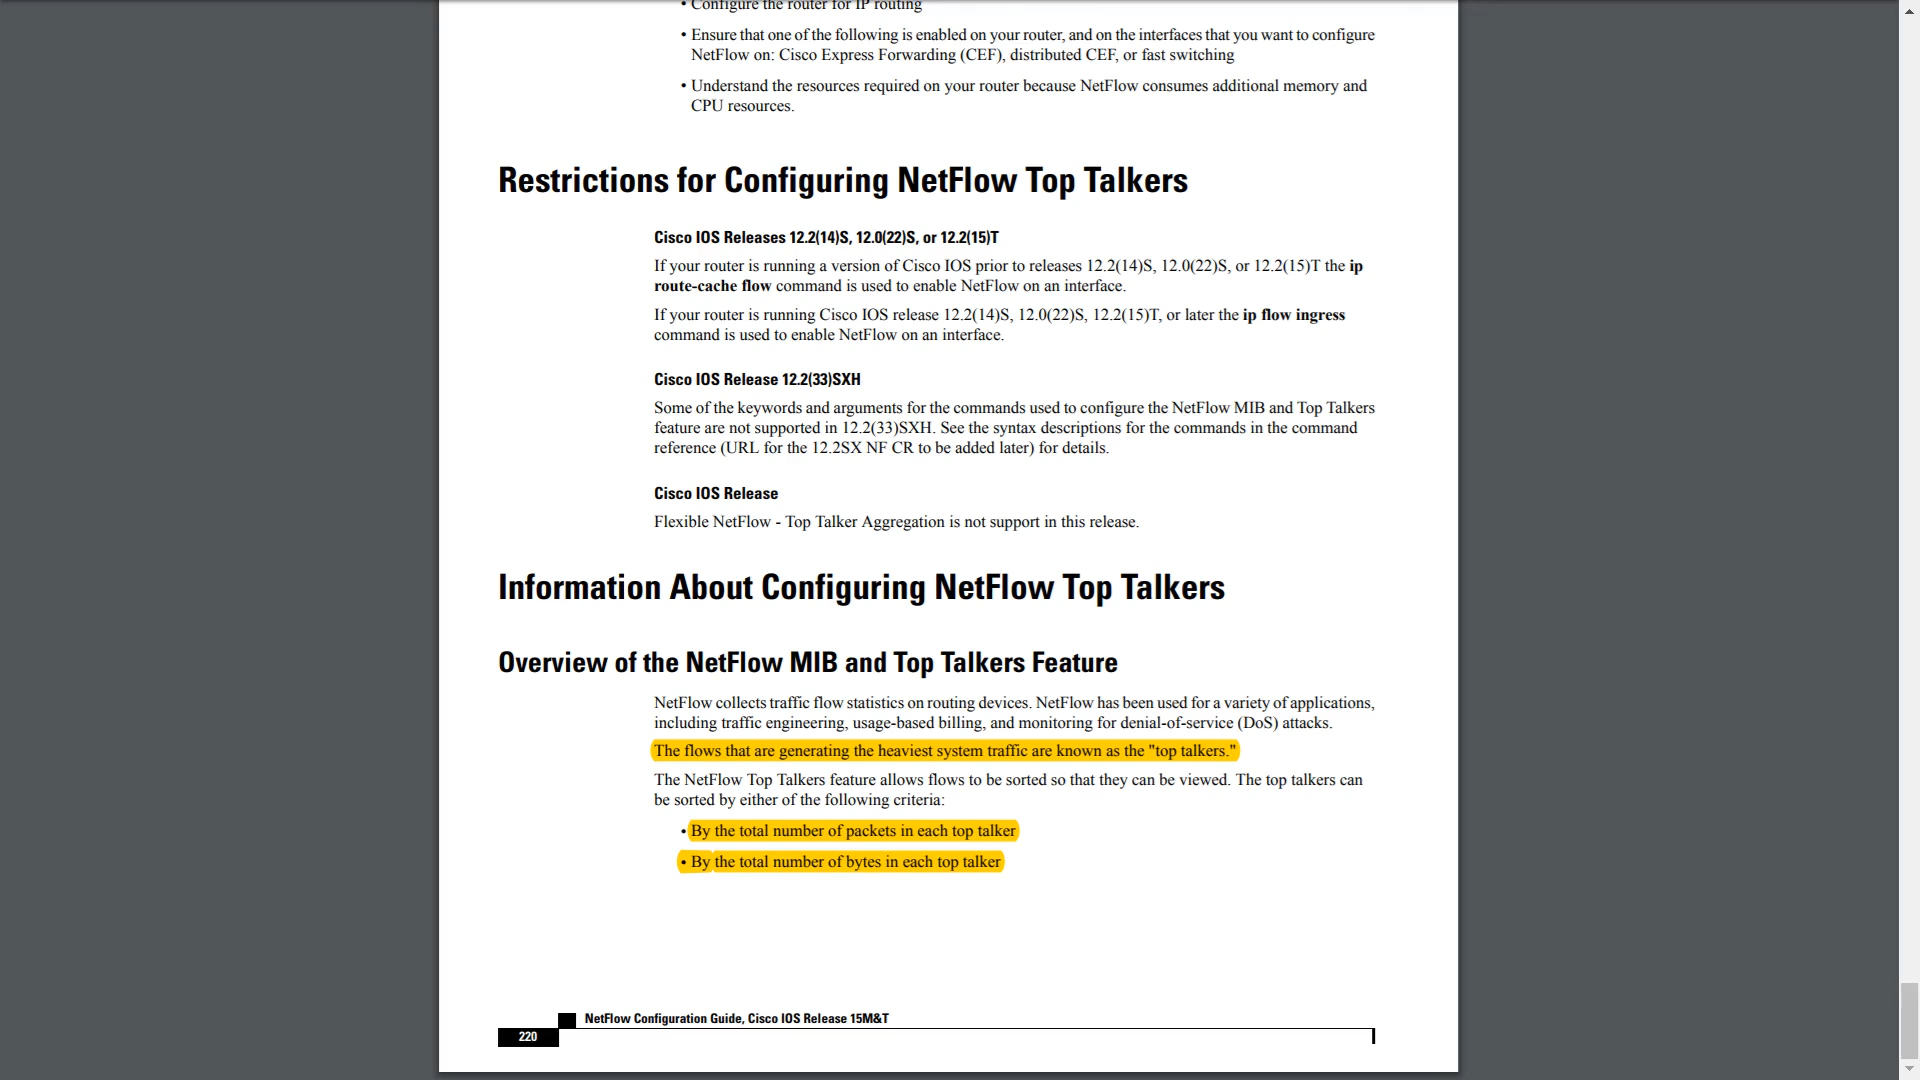 • Configure the router for IP routing
• Ensure that one of the following is enabled on your router, and on the interfaces that you want to configure
NetFlow on: Cisco Express Forwarding (CEF), distributed CEF, or fast switching
• Understand the resources required on your router because NetFlow consumes additional memory and
CPU resources.
Restrictions for Configuring NetFlow Top Talkers
Cisco IOS Releases 12.2(14)S, 12.0(22)S, or 12.2(15)T
If your router is running a version of Cisco IOS prior to releases 12.2(14)S, 12.0(22)S, or 12.2(15)T the ip
route-cache flow command is used to enable NetFlow on an interface.
If your router is running Cisco IOS release 12.2(14)S, 12.0(22)S, 12.2(15)T, or later the ip flow ingress
command is used to enable NetFlow on an interface.
Cisco IOS Release 12.2(33)SXH
Some of the keywords and arguments for the commands used to configure the NetFlow MIB and Top Talkers
feature are not supported in 12.2(33)SXH. See the syntax descriptions for the commands in the command
reference (URL for the 12.2SX NF CR to be added later) for details.
Cisco IOS Release
Flexible NetFlow - Top Talker Aggregation is not support in this release.
Information About Configuring NetFlow Top Talkers
Overview of the NetFlow MIB and Top Talkers Feature
NetFlow collects traffic flow statistics on routing devices. NetFlow has been used for a variety of applications,
including traffic engineering, usage-based billing, and monitoring for denial-of-service (DoS) attacks.
The flows that are generating the heaviest system traffic are known as the "top talkers."
The NetFlow Top Talkers feature allows flows to be sorted so that they can be viewed. The top talkers can
be sorted by either of the following criteria:
• By the total number of packets in each top talker
• By the total number of bytes in each top talker
NetFlow Configuration Guide, Cisco IOS Release 15M&T
220